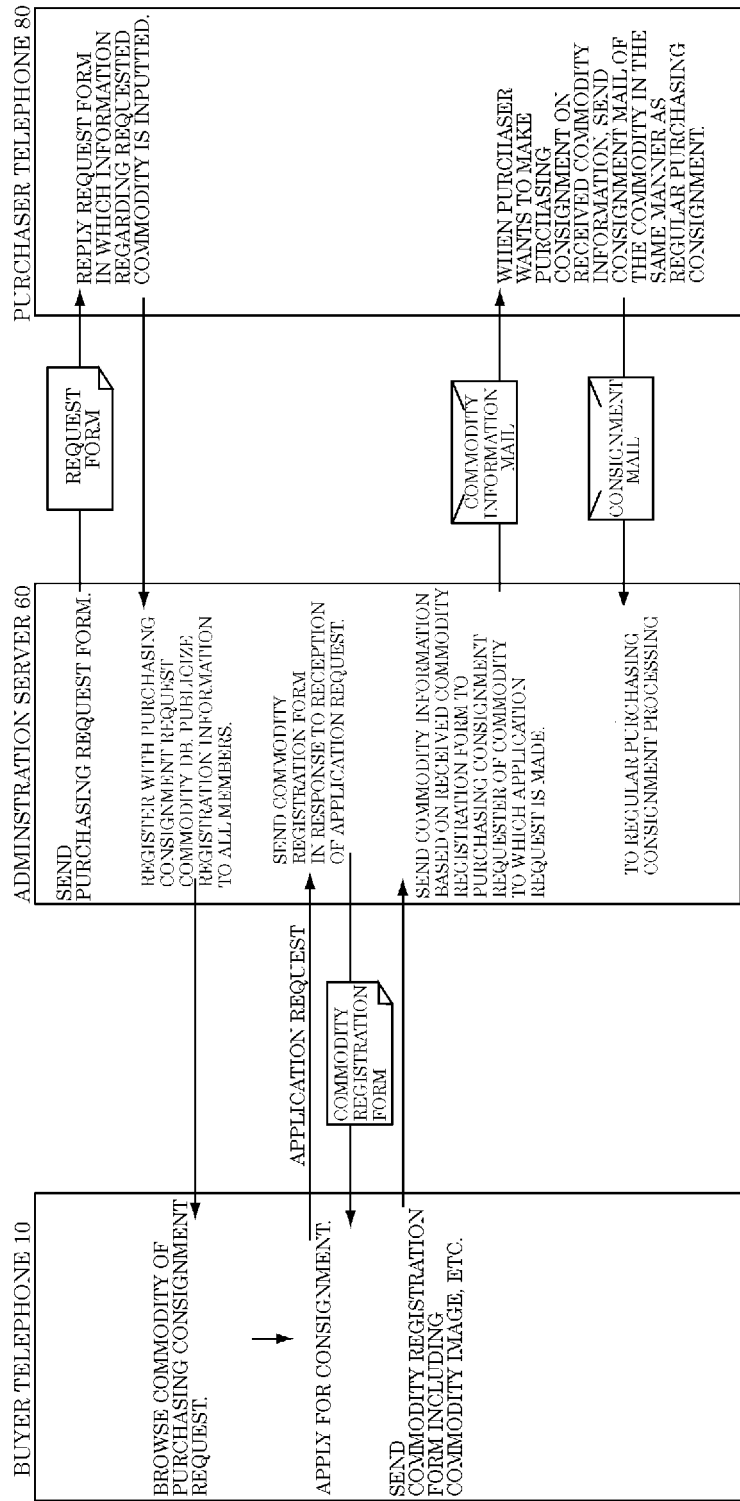 BUYER TELEPHONE 10
BROWSE COMMODITY OF
PURCHASING CONSIGNMENT
REQUEST.
APPLY FOR CONSIGNMENT.
SEND
COMMODITY REGISTRATION
FORM INCLUDING
COMMODITY IMAGE, ETC.
APPLICATION REQUEST
COMMODITY
REGISTRATION
FORM
ADMINSTRATION SERVER 60
SEND
PURCHASING REQUEST FORM.
REGISTER WITH PURCHASING
CONSIGNMENT REQUEST
COMMODITY DB. PUBLICIZE
REGISTRATION INFORMATION
TO ALL MEMBERS.
SEND COMMODITY
REGISTRATION FORM
IN RESPONSE TO RECEPTION
OF APPLICATION REQUEST.
SEND COMMODITY INFORMATION
BASED ON RECEIVED COMMODITY
REGISTRATION FORM TO
PURCHASING CONSIGNMENT
REQUESTER OF COMMODITY
TO WHICH APPLICATION
REQUEST IS MADE.
TO REGULAR PURCHASING
CONSIGNMENT PROCESSING
REQUEST
FORM
COMMODITY
INFORMATION
MAIL
CONSIGNMENT
MAIL
PURCHASER TELEPHONE 80
REPLY REQUEST FORM
IN WHICH INFORMATION
REGARDING REQUESTED
COMMODITY IS INPUTTED.
WHEN PURCHASER
WANTS TO MAKE
PURCHASING
CONSIGNMENT ON
RECEIVED COMMODITY
INFORMATION, SEND
CONSIGNMENT MAIL OF
THE COMMODITY IN THE
SAME MANNER AS
REGULAR PURCHASING
CONSIGNMENT.